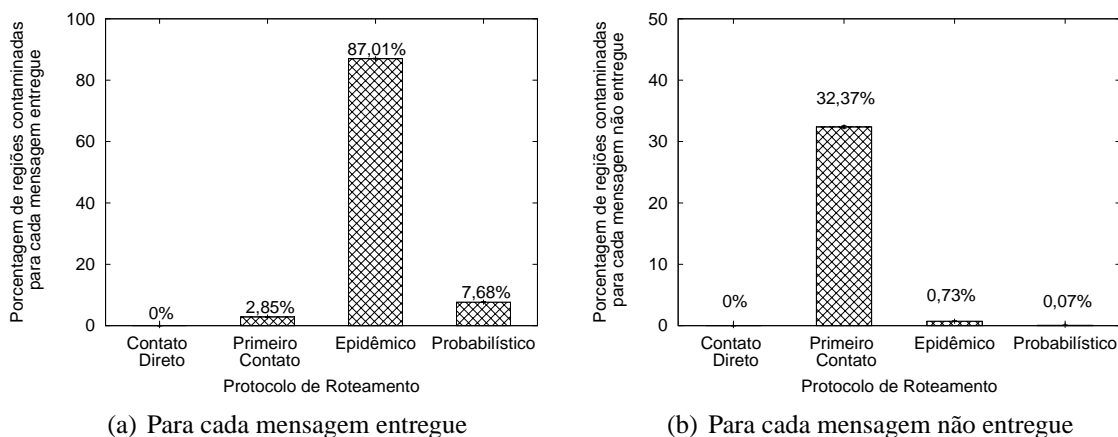 Porcentagem de regiões contaminadas
para cada mensagem entregue
100
80
60
40
20
0
0%
2,85%
87,01%
7,68%
Contato
Direto
Primeiro
Contato
Epidêmico
Probabilístico
Protocolo de Roteamento
(a) Para cada mensagem entregue
Porcentagem de regiões contaminadas
para cada mensagem não entregue
50
40
30
20
10
0
0%
32,37%
0,73%
0,07%
Contato
Direto
Primeiro
Contato
Epidêmico
Probabilístico
Protocolo de Roteamento
(b) Para cada mensagem não entregue